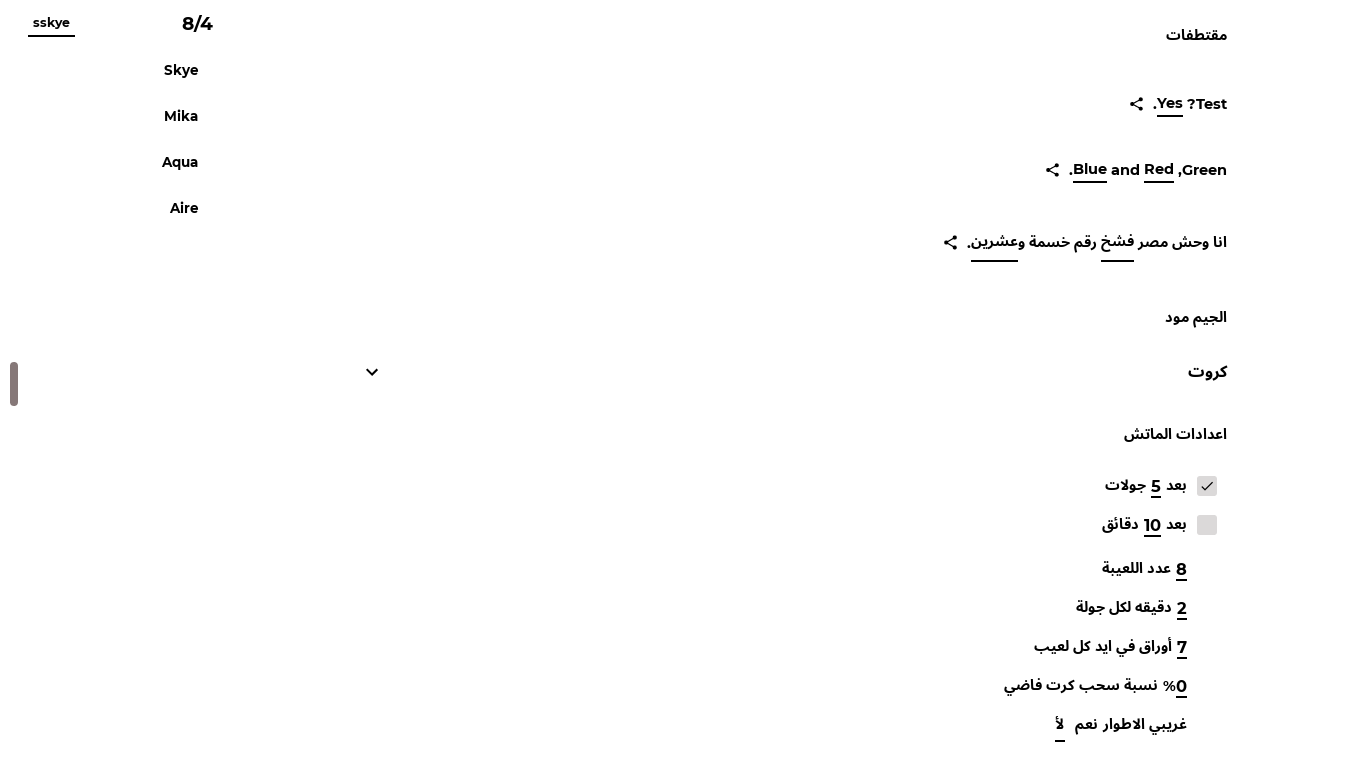 مقتطفات
Test? Yes.
Green, Red and Blue.
انا وحش مصر فشخ رقم خمسة وعشرين.
الجيم مود
كروت
اعدادات الماتش
بعد 5 جولات
بعد 10 دقائق
8 عدد اللعيبة
2 دقيقه لكل جولة
7 أوراق في ايد كل لعيب
0% نسبة سحب كرت فاضي
غريبي الاطوار نعم لأ
8/4
sskye
Skye
Mika
Aqua
Aire